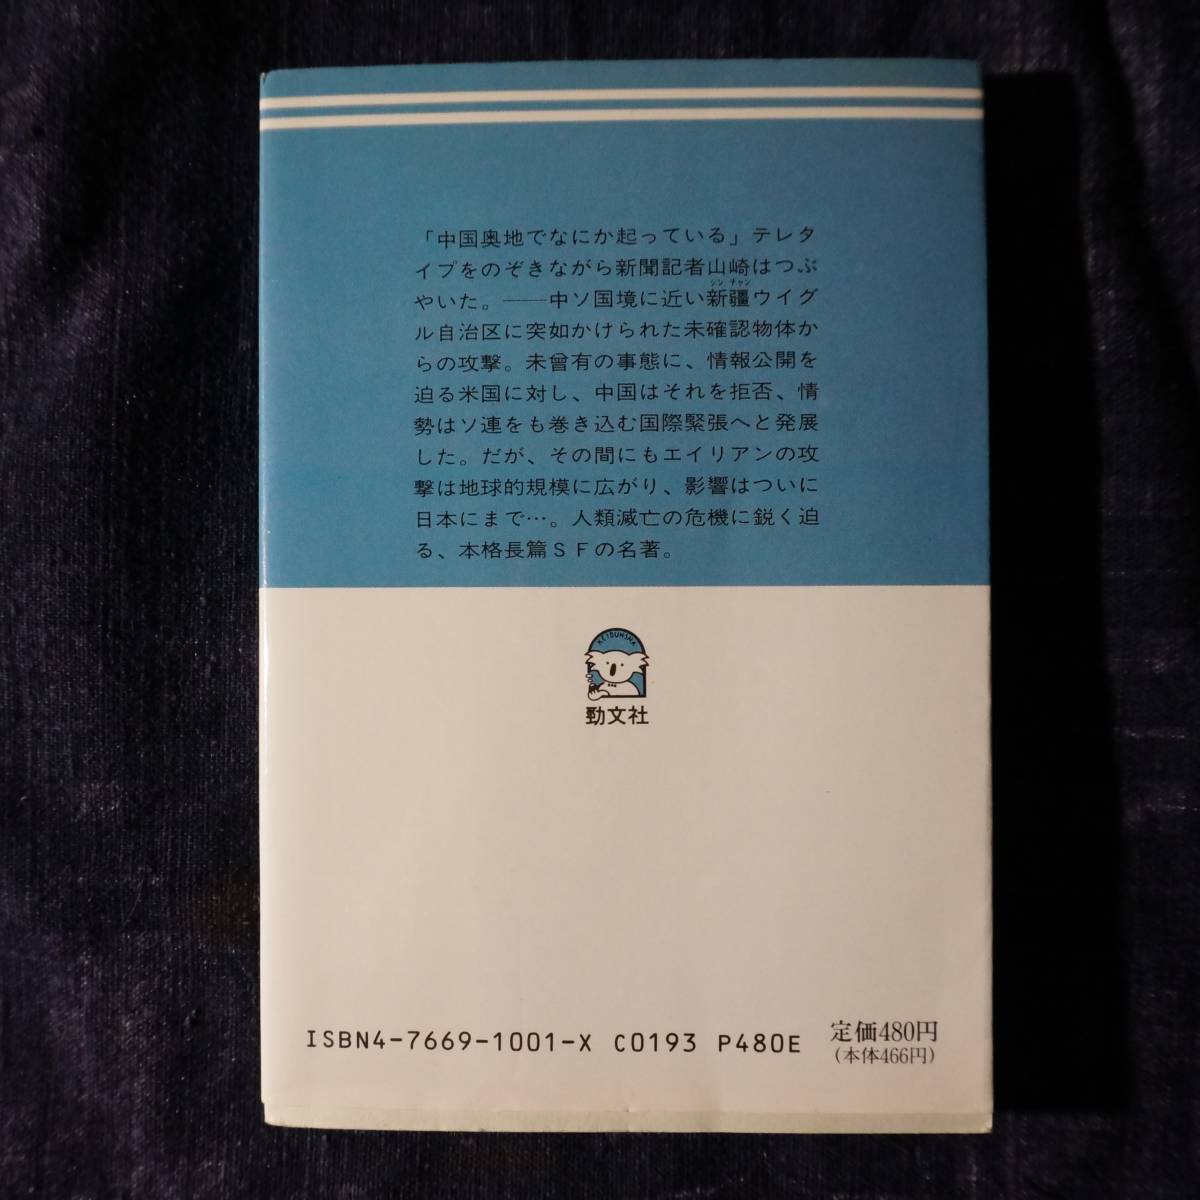 「中国奥地でなにか起っている」テレタ
イプをのぞきながら新聞記者山崎はつぶ
やいた。――中ソ国境に近い新疆ウイグ
シンチャン
ル自治区に突如かけられた未確認物体か
らの攻撃。未曾有の事態に、情報公開を
迫る米国に対し、中国はそれを拒否、情
勢はソ連をも巻き込む国際緊張へと発展
した。だが、その間にもエイリアンの攻
撃は地球的規模に広がり、影響はついに
日本にまで…。人類滅亡の危機に鋭く迫
る、本格長篇ＳＦの名著。
KEIBUNSHA
勁文社
ISBN4-7669-1001-X C0193 P480E
定価480円
(本体466円)